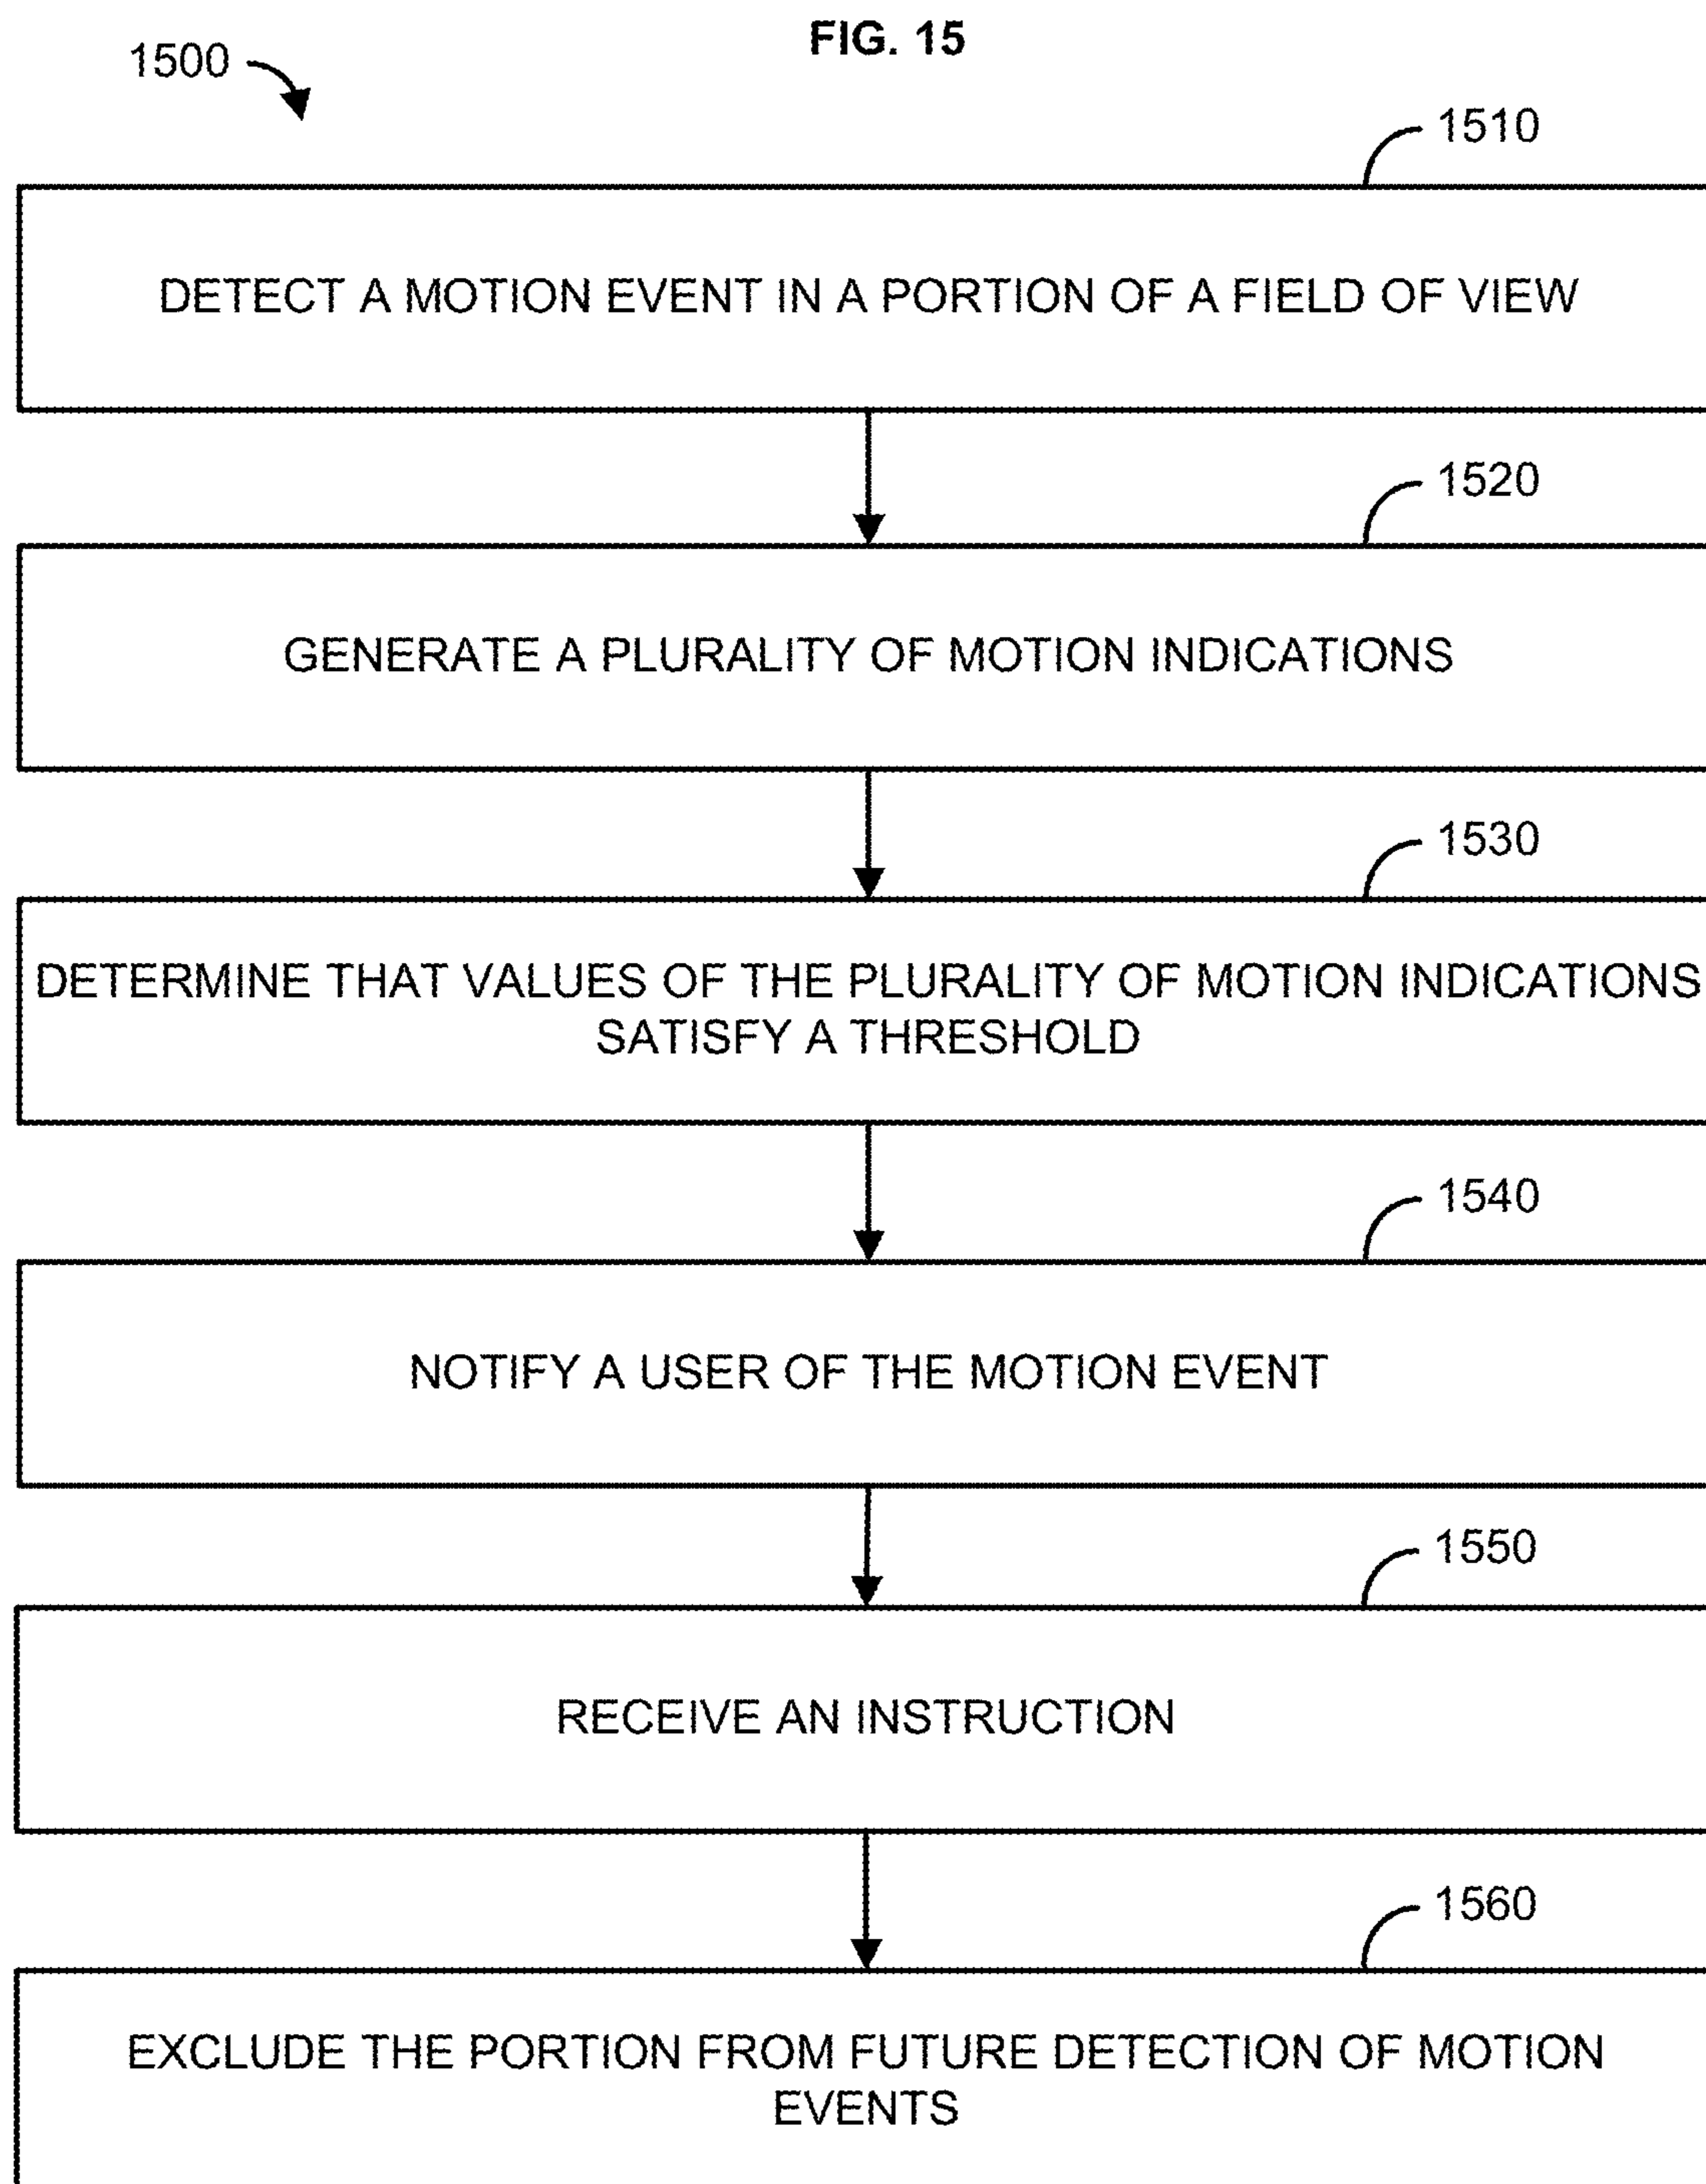 FIG. 15
1500
1510
DETECT A MOTION EVENT IN A PORTION OF A FIELD OF VIEW
1520
GENERATE A PLURALITY OF MOTION INDICATIONS
1530
DETERMINE THAT VALUES OF THE PLURALITY OF MOTION INDICATIONS
SATISFY A THRESHOLD
1540
NOTIFY A USER OF THE MOTION EVENT
1550
RECEIVE AN INSTRUCTION
1560
EXCLUDE THE PORTION FROM FUTURE DETECTION OF MOTION
EVENTS